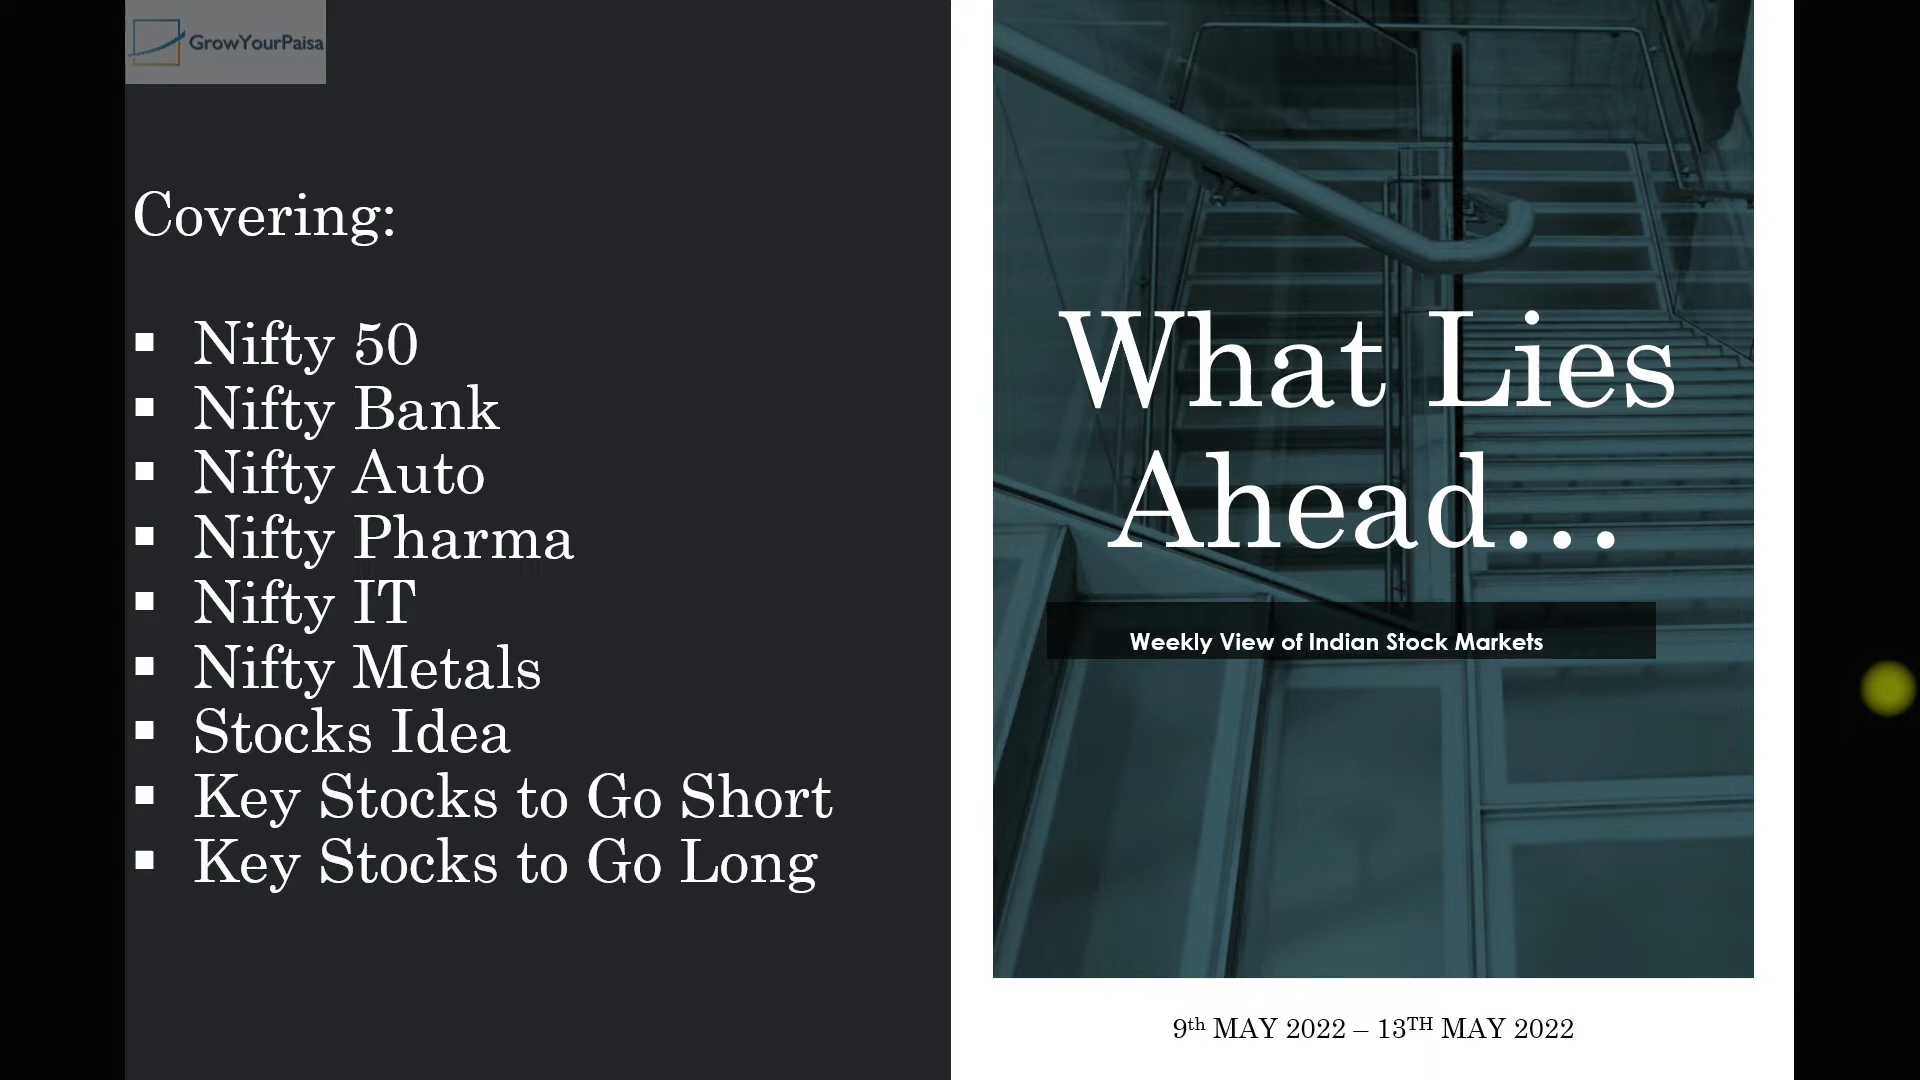 GrowYourPaisa
Covering:
▪ Nifty 50
▪ Nifty Bank
▪ Nifty Auto
▪ Nifty Pharma
▪ Nifty IT
▪ Nifty Metals
▪ Stocks Idea
▪ Key Stocks to Go Short
▪ Key Stocks to Go Long
What Lies
Ahead...
Weekly View of Indian Stock Markets
9th MAY 2022 – 13TH MAY 2022